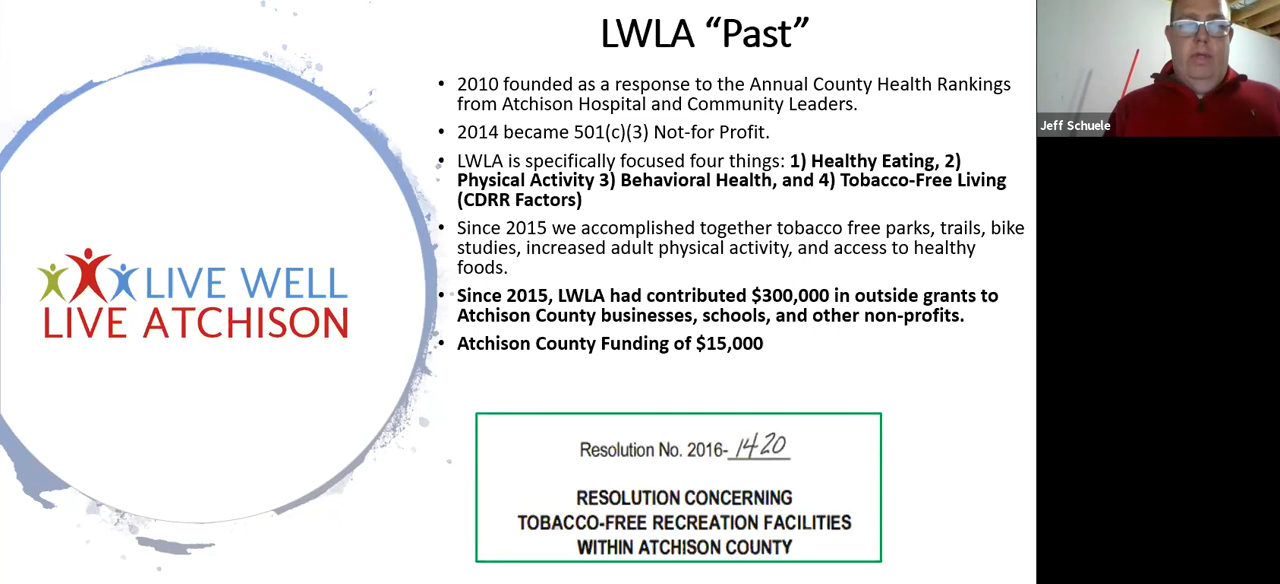 LWLA “Past”
• 2010 founded as a response to the Annual County Health Rankings
from Atchison Hospital and Community Leaders.
• 2014 became 501(c)(3) Not-for Profit.
• LWLA is specifically focused four things: 1) Healthy Eating, 2)
Physical Activity 3) Behavioral Health, and 4) Tobacco-Free Living
(CDRR Factors)
• Since 2015 we accomplished together tobacco free parks, trails, bike
studies, increased adult physical activity, and access to healthy
foods.
• Since 2015, LWLA had contributed $300,000 in outside grants to
Atchison County businesses, schools, and other non-profits.
• Atchison County Funding of $15,000
LIVE WELL
LIVE ATCHISON
Resolution No. 2016-1420
RESOLUTION CONCERNING
TOBACCO-FREE RECREATION FACILITIES
WITHIN ATCHISON COUNTY
Jeff Schuele